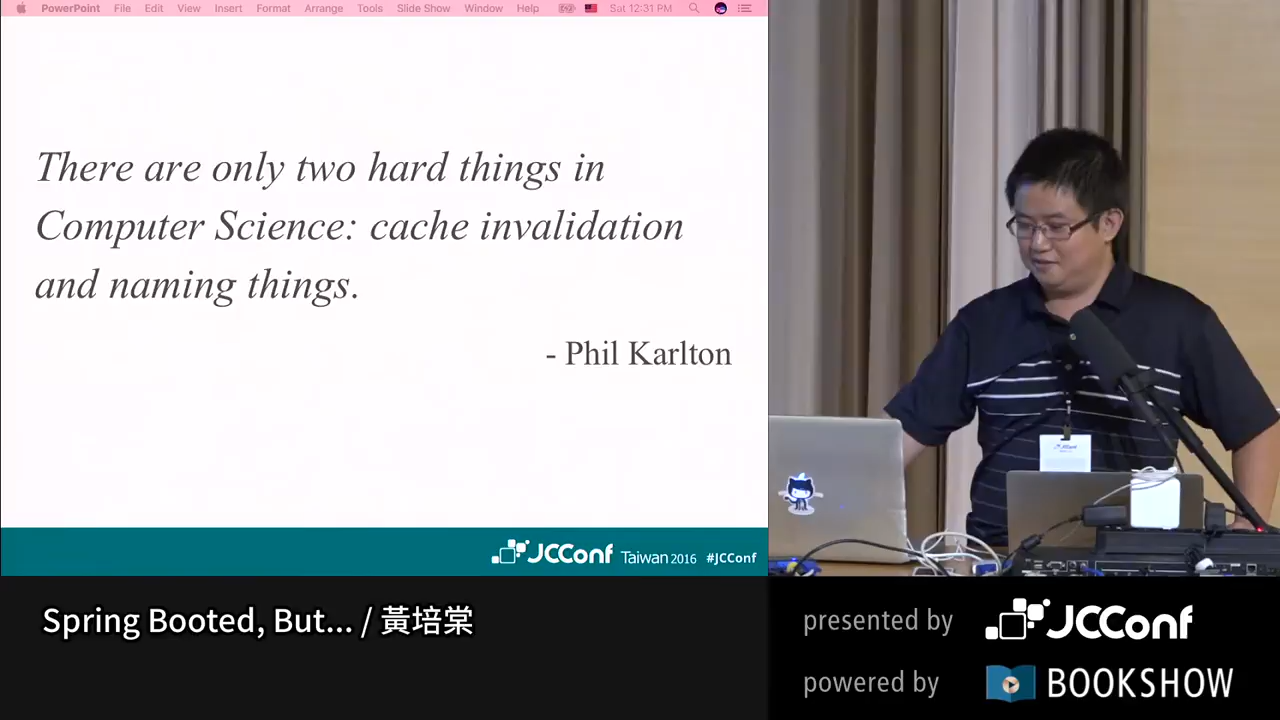 PowerPoint File Edit View Insert Format Arrange Tools Slide Show Window Help Sat 12:31 PM
There are only two hard things in
Computer Science: cache invalidation
and naming things.
- Phil Karlton
JCConf Taiwan 2016 #JCConf
Spring Booted, But... / 黃培棠
presented by JCConf
powered by BOOKSHOW